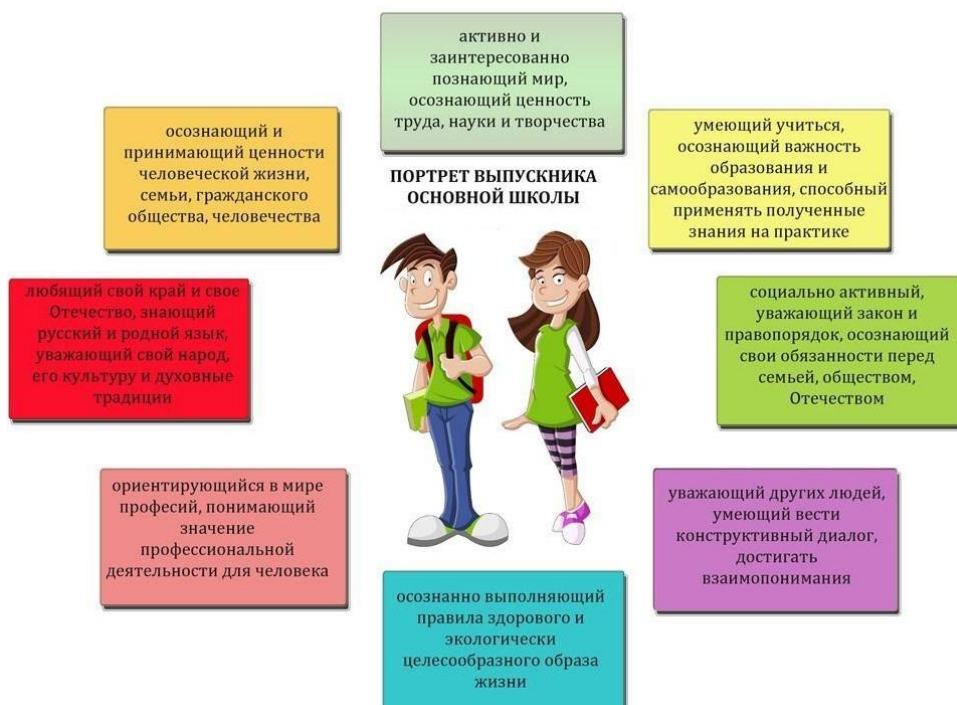 активно и
заинтересованно
познающий мир,
осознающий ценность
труда, науки и творчества
осознающий и
принимающий ценности
человеческой жизни,
семьи, гражданского
общества, человечества
ПОРТРЕТ ВЫПУСКНИКА
ОСНОВНОЙ ШКОЛЫ
умеющий учиться,
осознающий важность
образования и
самообразования, способный
применять полученные
знания на практике
любящий свой край и свое
Отечество, знающий
русский и родной язык,
уважающий свой народ,
его культуру и духовные
традиции
социально активный,
уважающий закон и
правопорядок, осознающий
свои обязанности перед
семьей, обществом,
Отечеством
ориентирующийся в мире
професий, понимающий
значение
профессиональной
деятельности для человека
уважающий других людей,
умеющий вести
конструктивный диалог,
достигать
взаимопонимания
осознанно выполняющий
правила здорового и
экологически
целесообразного образа
жизни